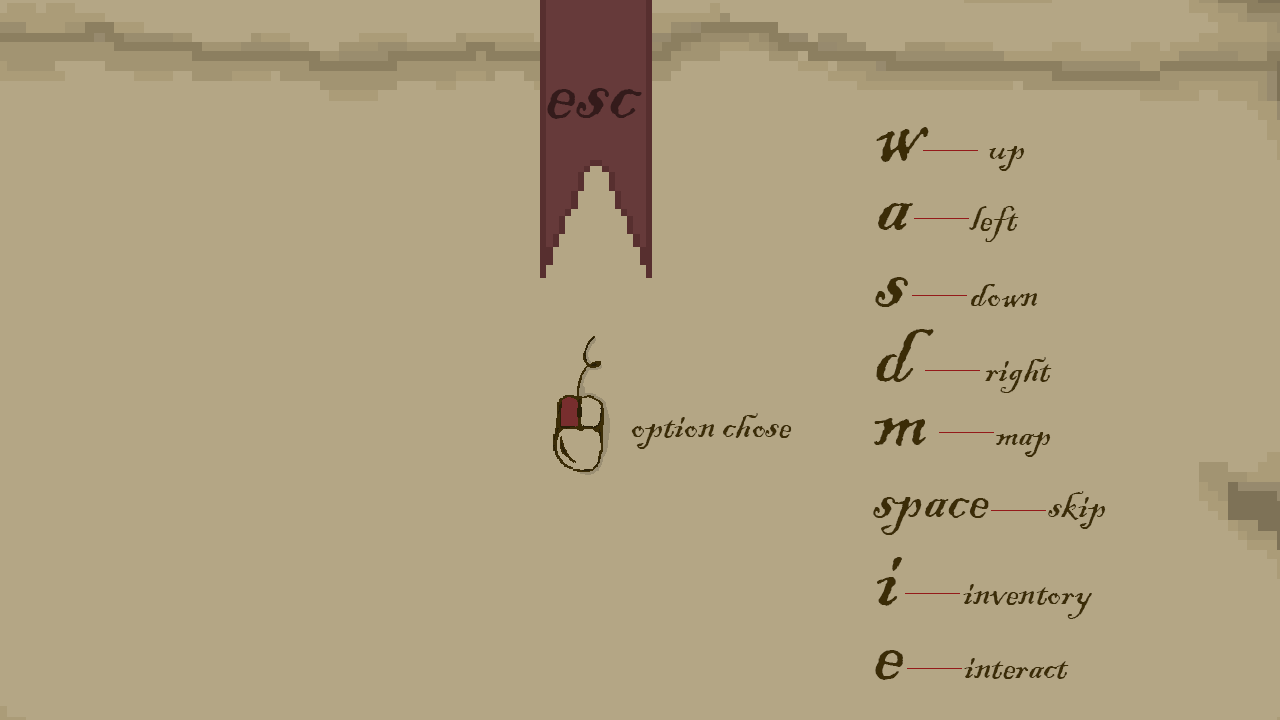 esc
w up
a left
s down
d right
m map
space skip
i inventory
e interact
option chose